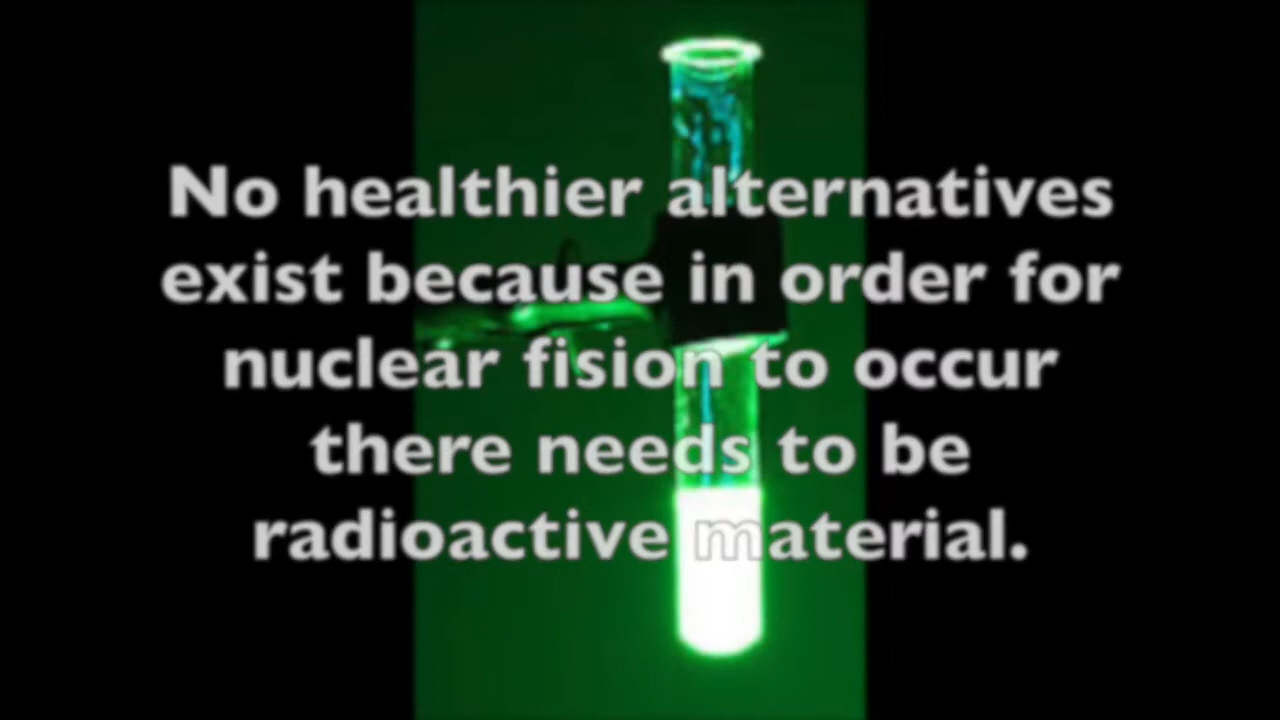 No healthier alternatives
exist because in order for
nuclear fision to occur
there needs to be
radioactive material.